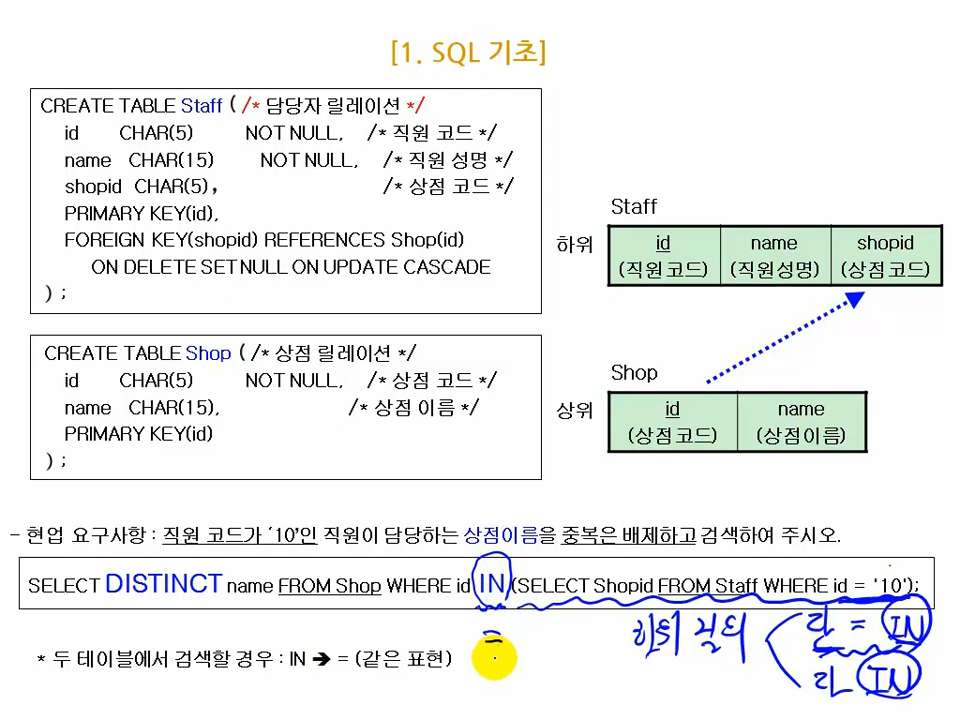 [1. SQL 기초]
CREATE TABLE Staff ( /* 담당자 릴레이션 */
id CHAR(5) NOT NULL, /* 직원 코드 */
name CHAR(15) NOT NULL, /* 직원 성명 */
shopid CHAR(5), /* 상점 코드 */
PRIMARY KEY(id),
FOREIGN KEY(shopid) REFERENCES Shop(id)
ON DELETE SET NULL ON UPDATE CASCADE
) ;
Staff
하위
id name shopid
(직원코드) (직원성명) (상점코드)
CREATE TABLE Shop ( /* 상점 릴레이션 */
id CHAR(5) NOT NULL, /* 상점 코드 */
name CHAR(15), /* 상점 이름 */
PRIMARY KEY(id)
) ;
Shop
상위
id name
(상점코드) (상점이름)
- 현업 요구사항 : 직원 코드가 '10'인 직원이 담당하는 상점이름을 중복은 배제하고 검색하여 주시오.
SELECT DISTINCT name FROM Shop WHERE id IN (SELECT Shopid FROM Staff WHERE id = '10');
=
= IN
IN
* 두 테이블에서 검색할 경우 : IN ➔ = (같은 표현)